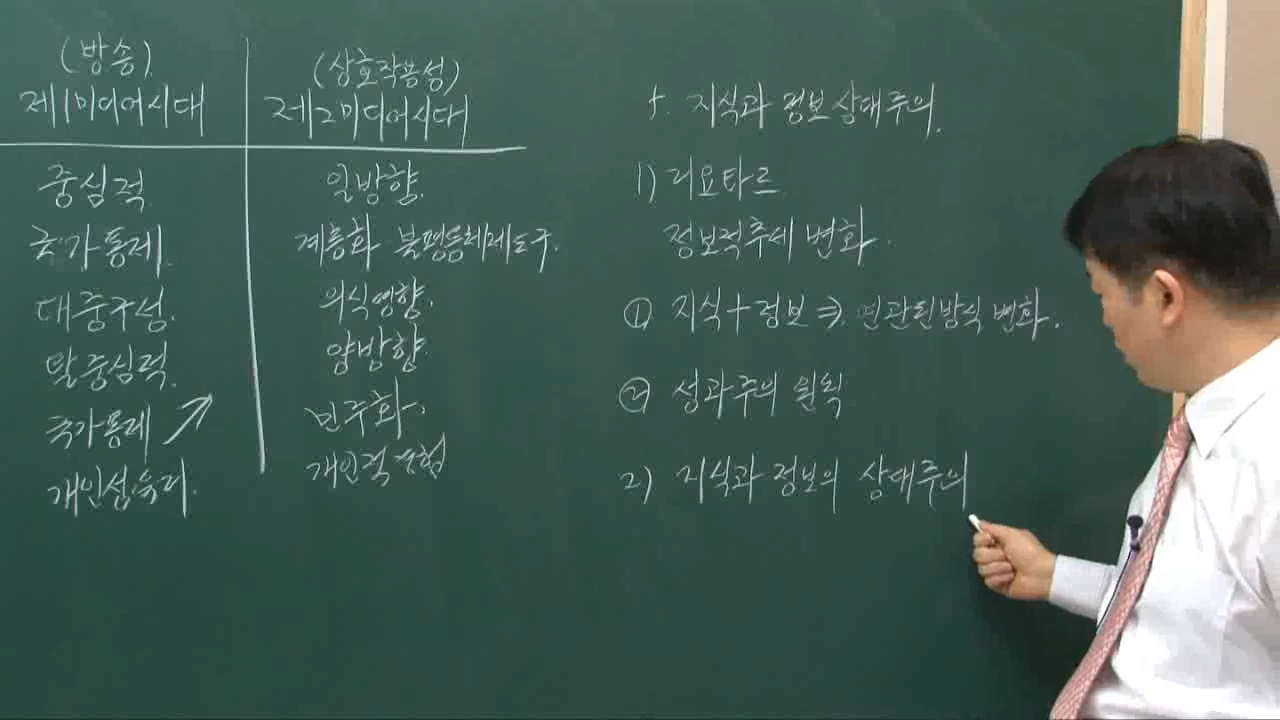 (방송)
제1미디어시대
중심적
국가통제
대중구성
탈중심적
국가통제
개인섭
(상호작용성)
제2미디어시대
일방향
계층화 불평등체제도구
의식영향
양방향
민주화
개인적
5. 지식과 정보상대주의
1) 리요타르
정보적추세 변화
① 지식+정보 ⇒ 연관된방식 변화
② 성과주의 원칙
2) 지식과 정보의 상대주의